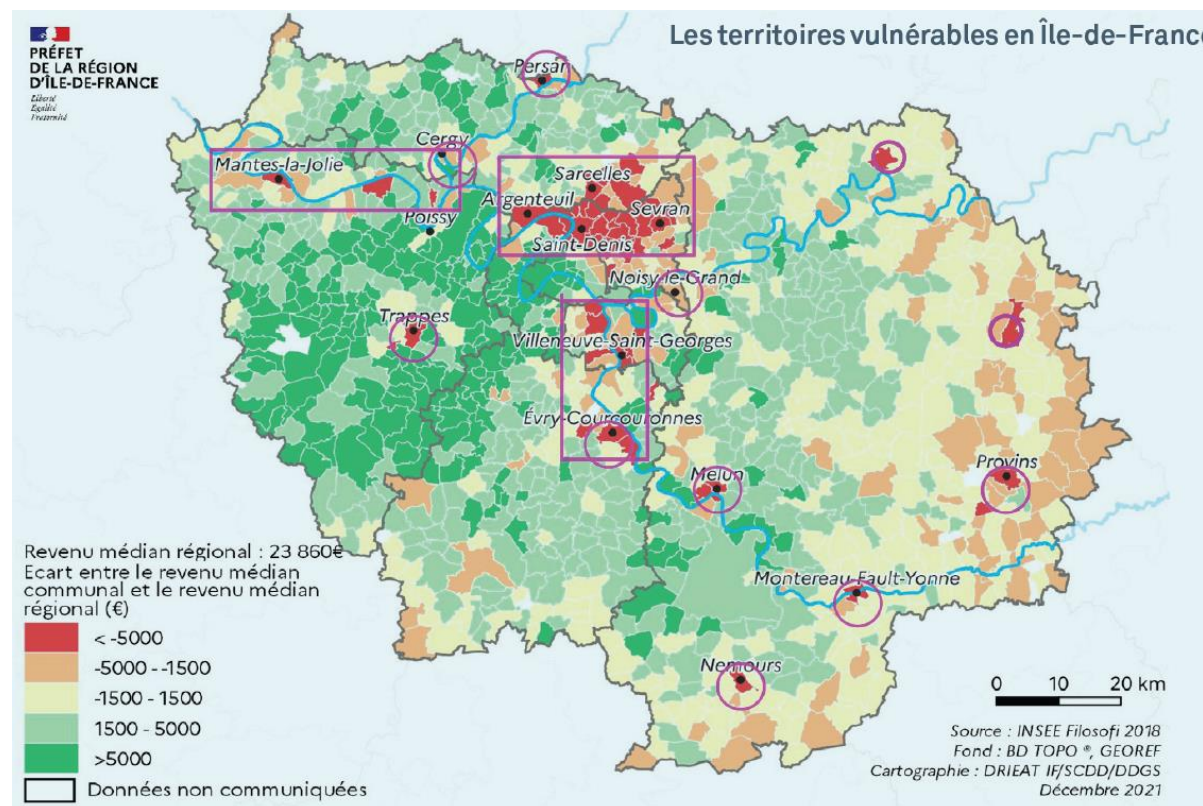 Les territoires vulnérables en Île-de-France
PRÉFET
DE LA RÉGION
D'ÎLE-DE-FRANCE
Liberté
Égalité
Fraternité
Persan
Cergy
Mantes-la-Jolie
Sarcelles
Argenteuil
Sevran
Poissy
Saint-Denis
Noisy-le-Grand
Trappes
Villeneuve-Saint-Georges
Évry-Courcouronnes
Melun
Provins
Montereau-Fault-Yonne
Nemours
Revenu médian régional : 23 860€
Ecart entre le revenu médian
communal et le revenu médian
régional (€)
< -5000
-5000 - -1500
-1500 - 1500
1500 - 5000
>5000
Données non communiquées
0 10 20 km
Source : INSEE Filosofi 2018
Fond : BD TOPO ®, GEOREF
Cartographie : DRIEAT IF/SCDD/DDGS
Décembre 2021